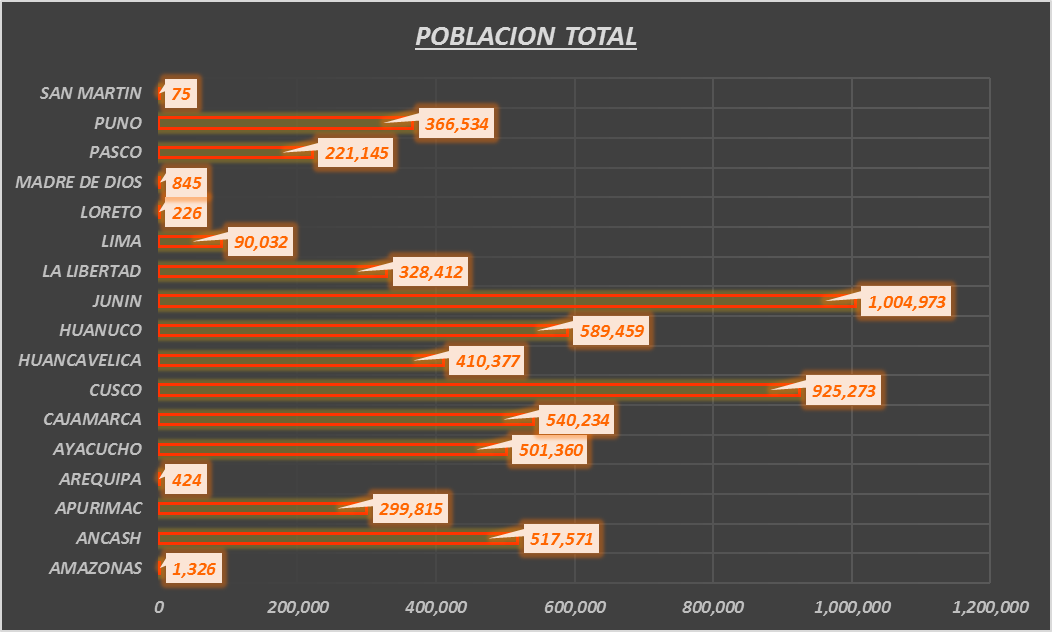 POBLACION TOTAL
SAN MARTIN 75
PUNO 366,534
PASCO 221,145
MADRE DE DIOS 845
LORETO 226
LIMA 90,032
LA LIBERTAD 328,412
JUNIN 1,004,973
HUANUCO 589,459
HUANCAVELICA 410,377
CUSCO 925,273
CAJAMARCA 540,234
AYACUCHO 501,360
AREQUIPA 424
APURIMAC 299,815
ANCASH 517,571
AMAZONAS 1,326
0 200,000 400,000 600,000 800,000 1,000,000 1,200,000